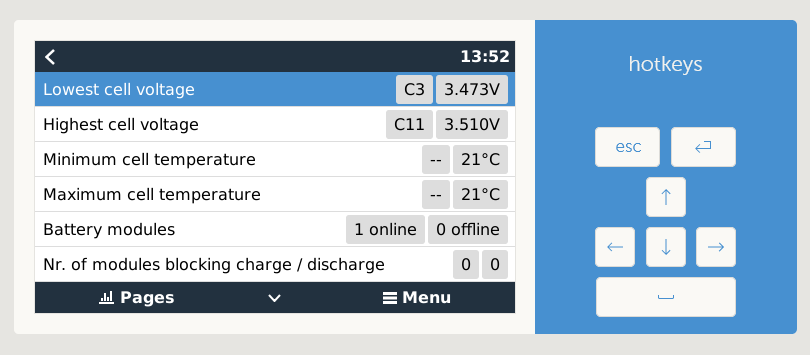 13:52
Lowest cell voltage C3 3.473V
Highest cell voltage C11 3.510V
Minimum cell temperature -- 21°C
Maximum cell temperature -- 21°C
Battery modules 1 online 0 offline
Nr. of modules blocking charge / discharge 0 0
Pages Menu
hotkeys
esc